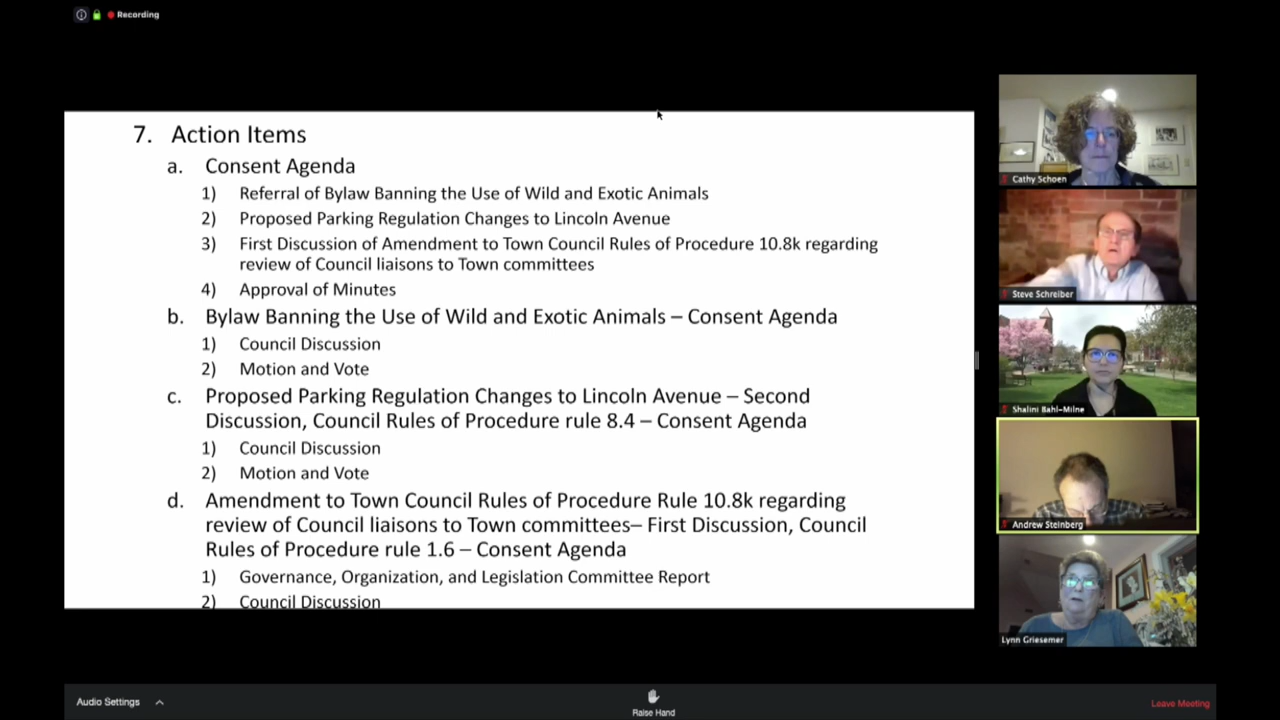 Recording
7. Action Items
a. Consent Agenda
1) Referral of Bylaw Banning the Use of Wild and Exotic Animals
2) Proposed Parking Regulation Changes to Lincoln Avenue
3) First Discussion of Amendment to Town Council Rules of Procedure 10.8k regarding
review of Council liaisons to Town committees
4) Approval of Minutes
b. Bylaw Banning the Use of Wild and Exotic Animals – Consent Agenda
1) Council Discussion
2) Motion and Vote
c. Proposed Parking Regulation Changes to Lincoln Avenue – Second
Discussion, Council Rules of Procedure rule 8.4 – Consent Agenda
1) Council Discussion
2) Motion and Vote
d. Amendment to Town Council Rules of Procedure Rule 10.8k regarding
review of Council liaisons to Town committees– First Discussion, Council
Rules of Procedure rule 1.6 – Consent Agenda
1) Governance, Organization, and Legislation Committee Report
2) Council Discussion
Cathy Schoen
Steve Schreiber
Shalini Bahl-Milne
Andrew Steinberg
Lynn Griesemer
Audio Settings
Raise Hand
Leave Meeting